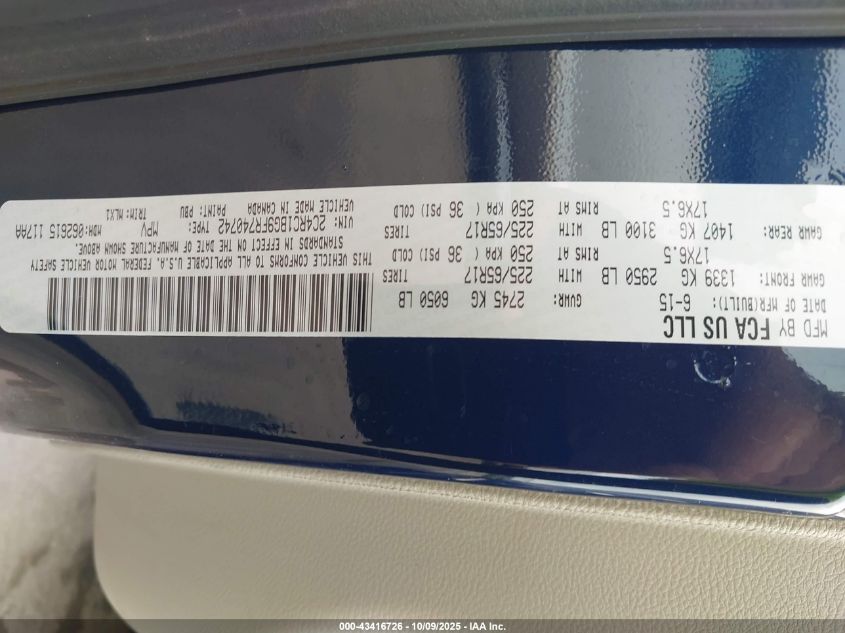 MFD BY FCA US LLC
DATE OF MFR(BUILT): 6-15 GVWR: 2745 KG 6050 LB
GAWR FRONT: 1339 KG 2950 LB WITH 225/65R17 TIRES
17X6.5 RIMS AT 250 KPA ( 36 PSI) COLD
GAWR REAR: 1407 KG 3100 LB WITH 225/65R17 TIRES
17X6.5 RIMS AT 250 KPA ( 36 PSI) COLD
THIS VEHICLE CONFORMS TO ALL APPLICABLE U.S.A. FEDERAL MOTOR VEHICLE SAFETY
STANDARDS IN EFFECT ON THE DATE OF MANUFACTURE SHOWN ABOVE.
VIN: 2C4RC1BG9FR740742 TYPE: MPV MDH: 062615 117AA
VEHICLE MADE IN CANADA PAINT: PBU TRIM: MLX1
000-43416726 - 10/09/2025 - IAA Inc.